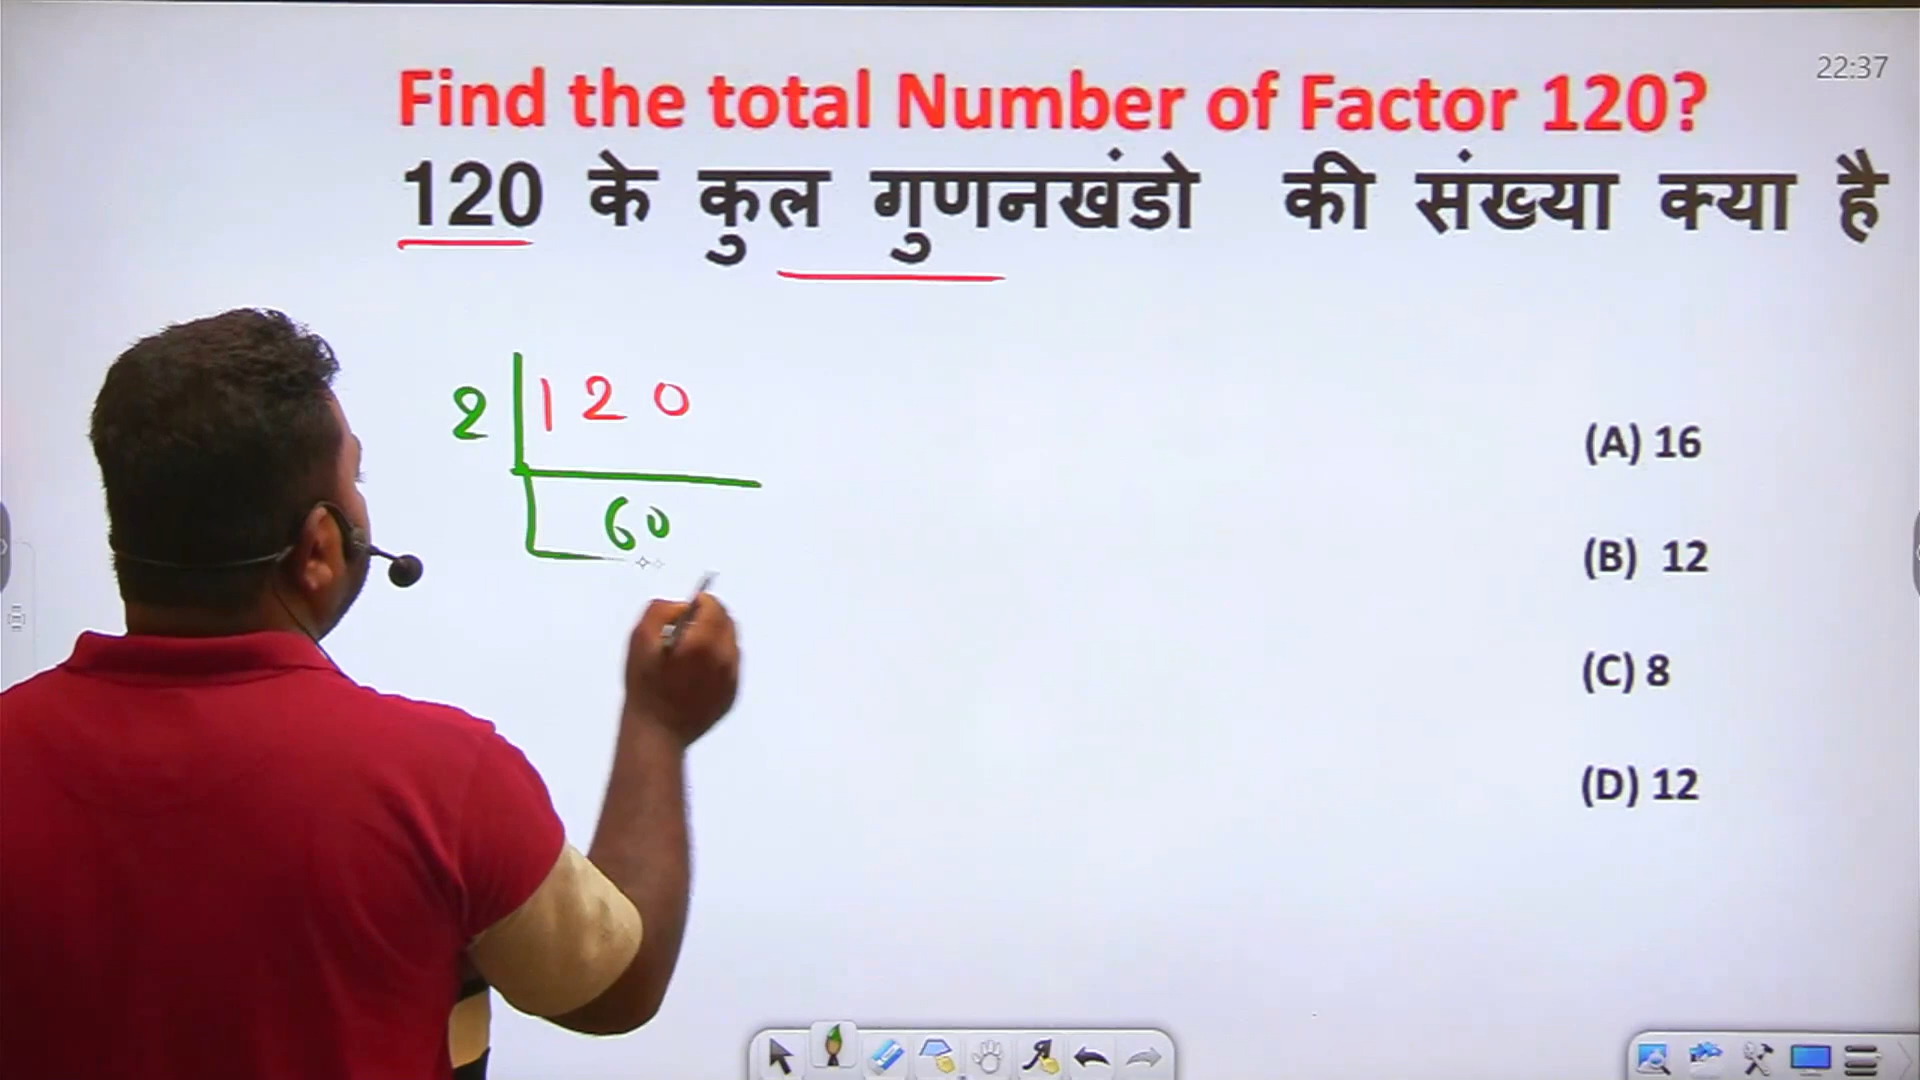 22:37
Find the total Number of Factor 120?
120 के कुल गुणनखंडो की संख्या क्या है
2 120
60
(A) 16
(B) 12
(C) 8
(D) 12